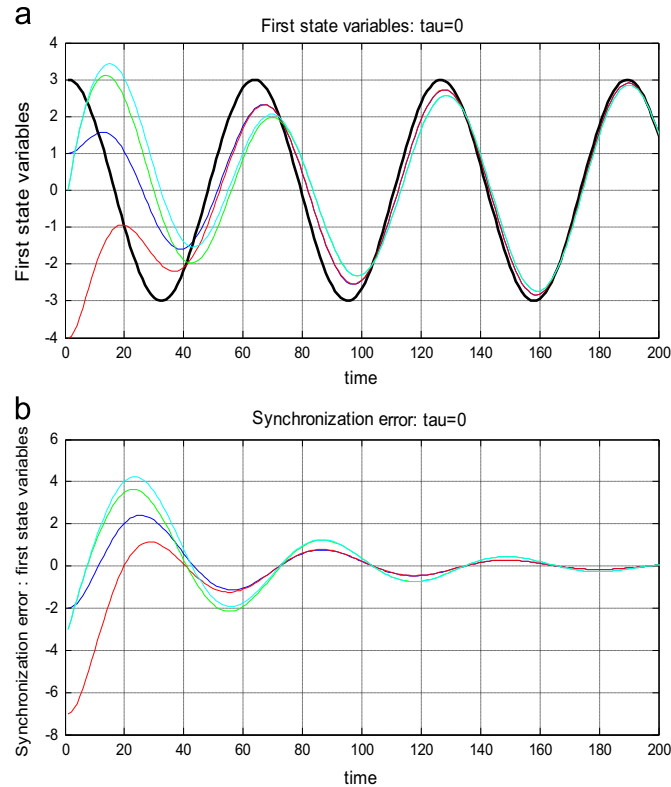 a
First state variables: tau=0
First state variables
4
3
2
1
0
-1
-2
-3
-4
0 20 40 60 80 100 120 140 160 180 200
time
b
Synchronization error: tau=0
Synchronization error : first state variables
6
4
2
0
-2
-4
-6
-8
0 20 40 60 80 100 120 140 160 180 200
time